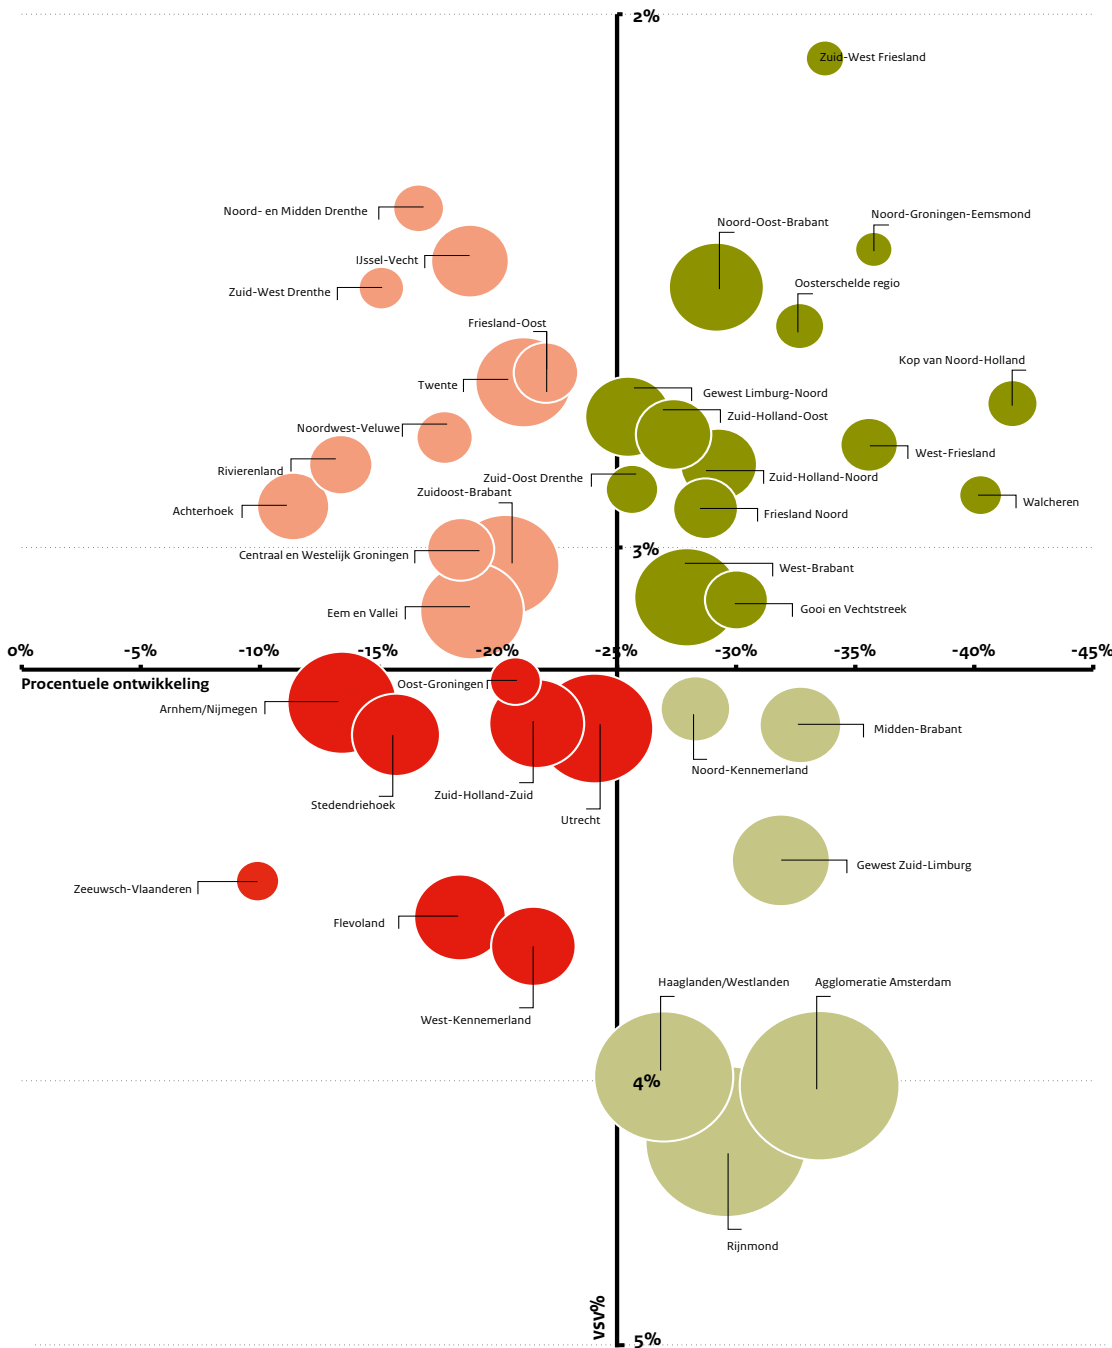 2%
Zuid-West Friesland
Noord- en Midden Drenthe
Noord-Groningen-Eemsmond
Noord-Oost-Brabant
IJssel-Vecht
Zuid-West Drenthe
Oosterschelde regio
Friesland-Oost
Kop van Noord-Holland
Twente
Gewest Limburg-Noord
Zuid-Holland-Oost
Noordwest-Veluwe
West-Friesland
Rivierenland
Zuid-Oost Drenthe
Zuid-Holland-Noord
Zuidoost-Brabant
Walcheren
Achterhoek
Friesland Noord
3%
Centraal en Westelijk Groningen
West-Brabant
Eem en Vallei
Gooi en Vechtstreek
0% -5% -10% -15% -20% -25% -30% -35% -40% -45%
Procentuele ontwikkeling
Oost-Groningen
Arnhem/Nijmegen
Midden-Brabant
Noord-Kennemerland
Zuid-Holland-Zuid
Stedendriehoek
Utrecht
Gewest Zuid-Limburg
Zeeuwsch-Vlaanderen
Flevoland
Haaglanden/Westlanden
Agglomeratie Amsterdam
West-Kennemerland
4%
Rijnmond
vsv%
5%